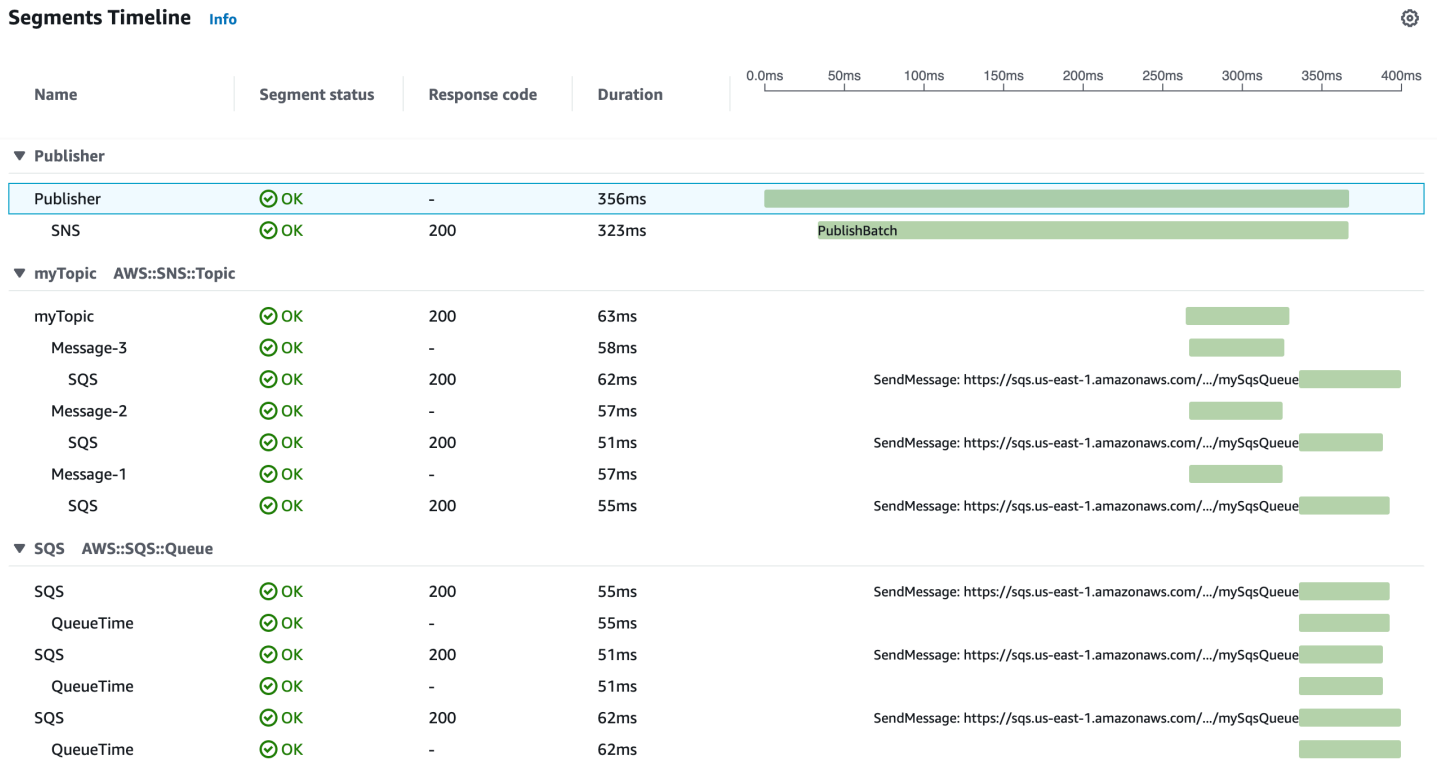 Segments Timeline Info
0.0ms 50ms 100ms 150ms 200ms 250ms 300ms 350ms 400ms
Name Segment status Response code Duration
▼ Publisher
Publisher OK - 356ms
SNS OK 200 323ms PublishBatch
▼ myTopic AWS::SNS::Topic
myTopic OK 200 63ms
Message-3 OK - 58ms
SQS OK 200 62ms SendMessage: https://sqs.us-east-1.amazonaws.com/.../mySqsQueue
Message-2 OK - 57ms
SQS OK 200 51ms SendMessage: https://sqs.us-east-1.amazonaws.com/.../mySqsQueue
Message-1 OK - 57ms
SQS OK 200 55ms SendMessage: https://sqs.us-east-1.amazonaws.com/.../mySqsQueue
▼ SQS AWS::SQS::Queue
SQS OK 200 55ms SendMessage: https://sqs.us-east-1.amazonaws.com/.../mySqsQueue
QueueTime OK - 55ms
SQS OK 200 51ms SendMessage: https://sqs.us-east-1.amazonaws.com/.../mySqsQueue
QueueTime OK - 51ms
SQS OK 200 62ms SendMessage: https://sqs.us-east-1.amazonaws.com/.../mySqsQueue
QueueTime OK - 62ms